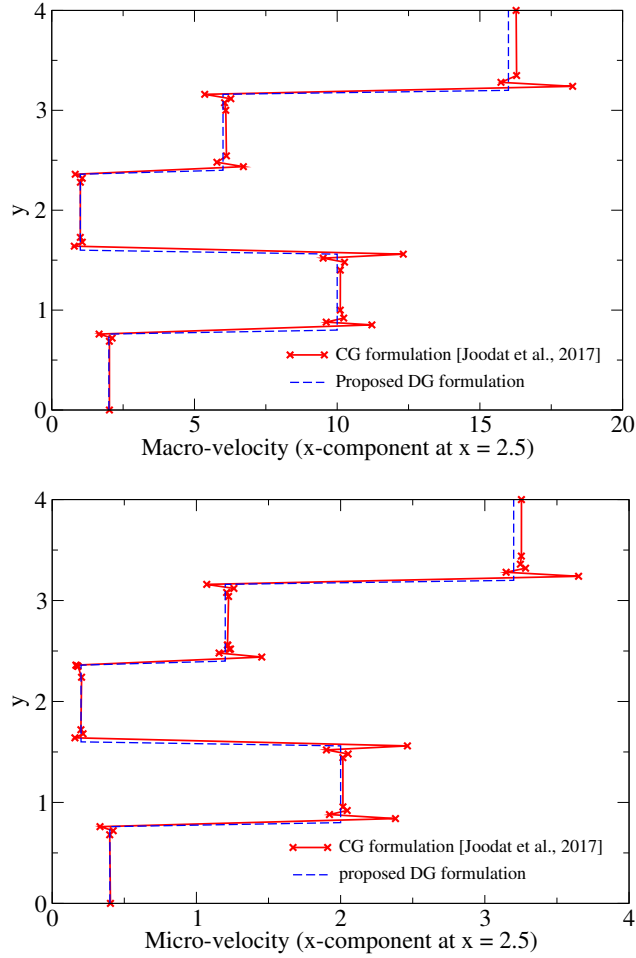 4
3
y
2
1
CG formulation [Joodat et al., 2017]
Proposed DG formulation
0
0 5 10 15 20
Macro-velocity (x-component at x = 2.5)
4
3
y
2
1
CG formulation [Joodat et al., 2017]
proposed DG formulation
0
0 1 2 3 4
Micro-velocity (x-component at x = 2.5)